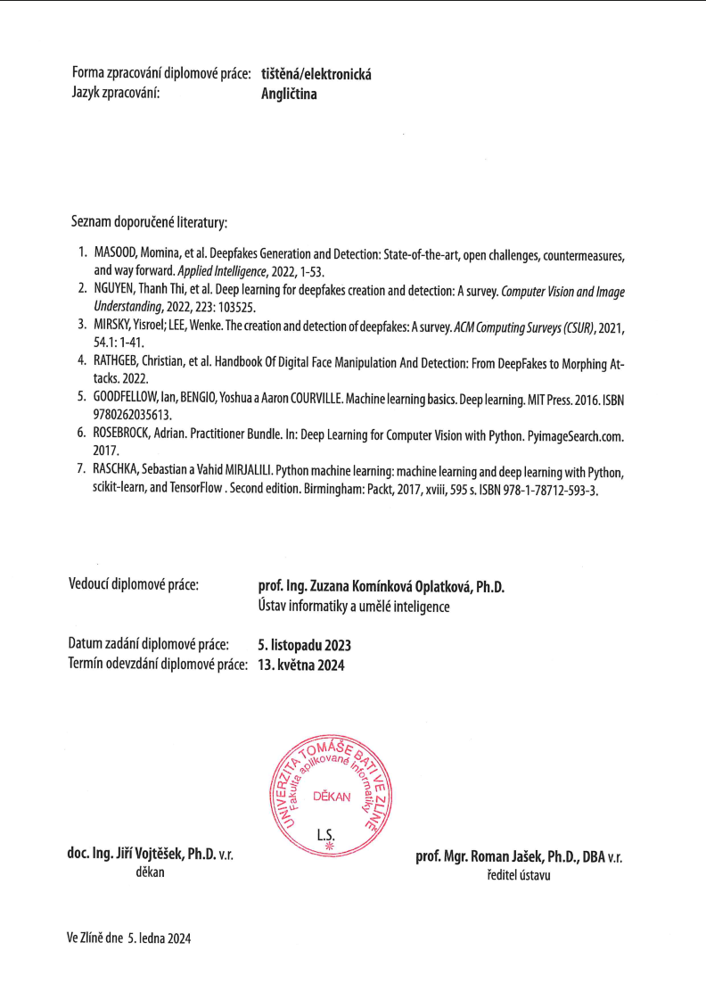 Forma zpracování diplomové práce: tištěná/elektronická
Jazyk zpracování: Angličtina
Seznam doporučené literatury:
1. MASOOD, Momina, et al. Deepfakes Generation and Detection: State-of-the-art, open challenges, countermeasures,
and way forward. Applied Intelligence, 2022, 1-53.
2. NGUYEN, Thanh Thi, et al. Deep learning for deepfakes creation and detection: A survey. Computer Vision and Image
Understanding, 2022, 223: 103525.
3. MIRSKY, Yisroel; LEE, Wenke. The creation and detection of deepfakes: A survey. ACM Computing Surveys (CSUR), 2021,
54.1: 1-41.
4. RATHGEB, Christian, et al. Handbook Of Digital Face Manipulation And Detection: From DeepFakes to Morphing At-
tacks. 2022.
5. GOODFELLOW, Ian, BENGIO, Yoshua a Aaron COURVILLE. Machine learning basics. Deep learning. MIT Press. 2016. ISBN
9780262035613.
6. ROSEBROCK, Adrian. Practitioner Bundle. In: Deep Learning for Computer Vision with Python. PyimageSearch.com.
2017.
7. RASCHKA, Sebastian a Vahid MIRJALILI. Python machine learning: machine learning and deep learning with Python,
scikit-learn, and TensorFlow . Second edition. Birmingham: Packt, 2017, xviii, 595 s. ISBN 978-1-78712-593-3.
Vedoucí diplomové práce: prof. Ing. Zuzana Komínková Oplatková, Ph.D.
Ústav informatiky a umělé inteligence
Datum zadání diplomové práce: 5. listopadu 2023
Termín odevzdání diplomové práce: 13. května 2024
UNIVERZITA TOMÁŠE BATI VE ZLÍNĚ
Fakulta aplikované informatiky
DĚKAN
L.S.
doc. Ing. Jiří Vojtěšek, Ph.D. v.r.
děkan
prof. Mgr. Roman Jašek, Ph.D., DBA v.r.
ředitel ústavu
Ve Zlíně dne 5. ledna 2024